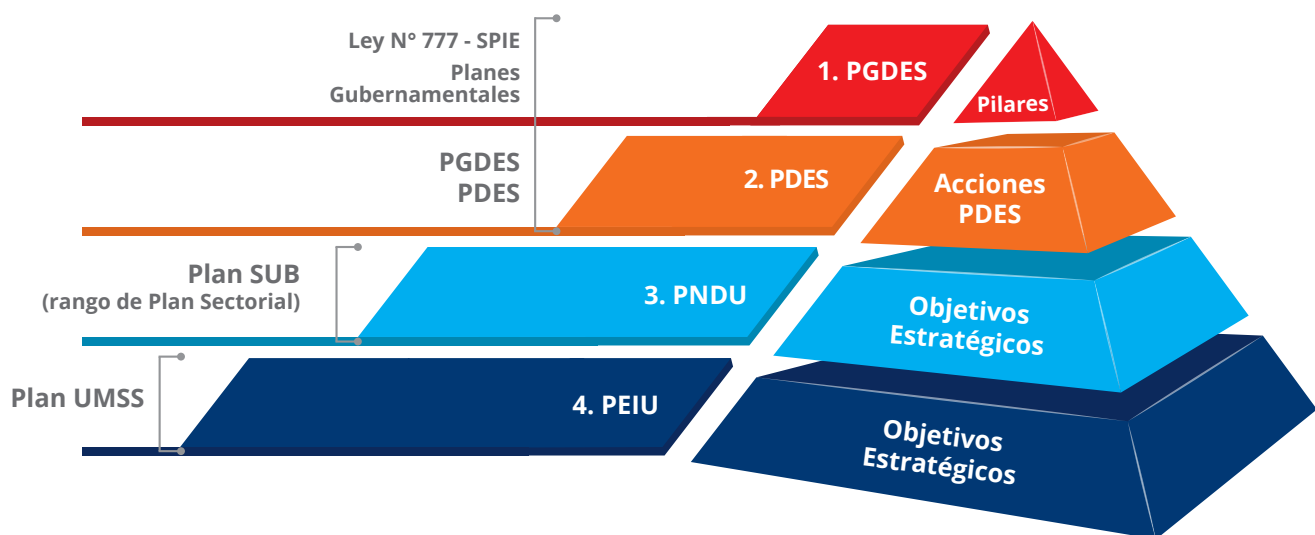 Ley N° 777 - SPIE
Planes
Gubernamentales
1. PGDES
Pilares
PGDES
PDES
2. PDES
Acciones
PDES
Plan SUB
(rango de Plan Sectorial)
3. PNDU
Objetivos
Estratégicos
Plan UMSS
4. PEIU
Objetivos
Estratégicos